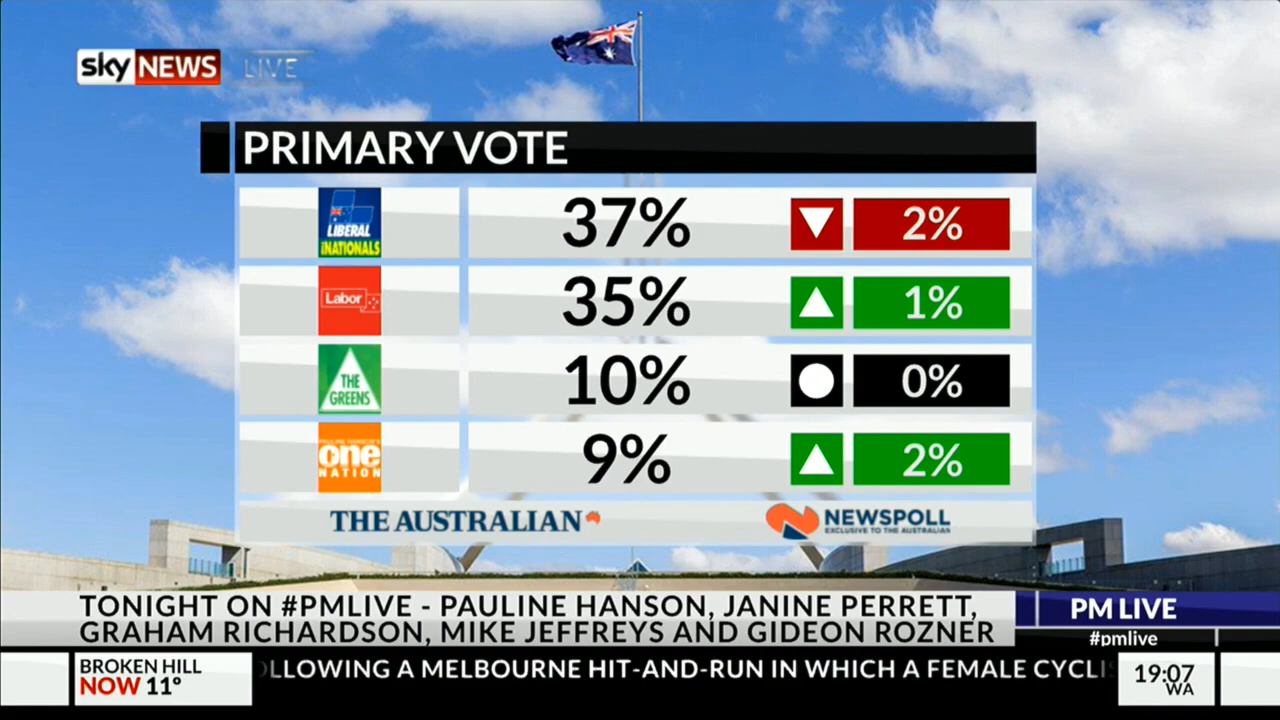 sky NEWS LIVE
PRIMARY VOTE
LIBERAL
NATIONALS
37%
2%
Labor
35%
1%
THE
GREENS
10%
0%
PAULINE HANSON'S
one
NATION
9%
2%
THE AUSTRALIAN
NEWSPOLL
EXCLUSIVE TO THE AUSTRALIAN
TONIGHT ON #PMLIVE - PAULINE HANSON, JANINE PERRETT,
GRAHAM RICHARDSON, MIKE JEFFREYS AND GIDEON ROZNER
PM LIVE
#pmlive
BROKEN HILL
NOW 11°
OLLOWING A MELBOURNE HIT-AND-RUN IN WHICH A FEMALE CYCLI
19:07
WA